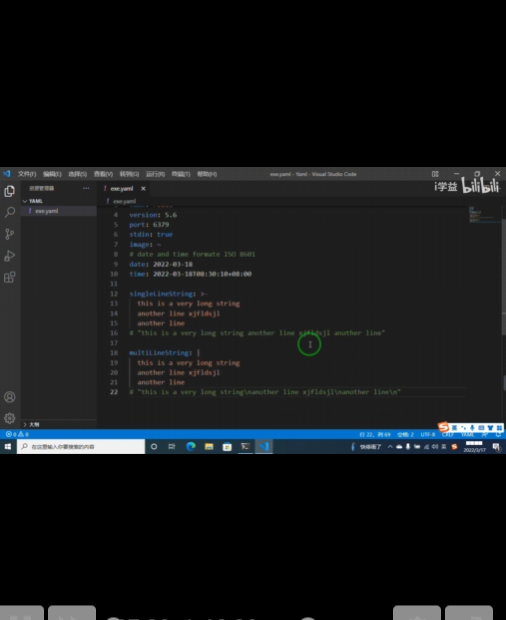 文件(F) 编辑(E) 选择(S) 查看(V) 转到(G) 运行(R) 终端(T) 帮助(H) exe.yaml - Yaml - Visual Studio Code
资源管理器 ··· ! exe.yaml ×
i学益 bilibili
YAML
! exe.yaml
! exe.yaml
4 version: 5.6
5 port: 6379
6 stdin: true
7 image: ~
8 # date and time formate ISO 8601
9 date: 2022-03-18
10 time: 2022-03-18T08:30:10+08:00
11
12 singleLineString: >-
13 this is a very long string
14 another line xjfldsjl
15 another line
16 # "this is a very long string another line xjfldsjl another line"
17
18 multiLineString: |
19 this is a very long string
20 another line xjfldsjl
21 another line
22 # "this is a very long string\nanother line xjfldsjl\nanother line\n"
大纲
0 0 行 22，列 69 空格: 2 UTF-8 CRLF YAML
在这里输入你要搜索的内容
英
2022/3/17